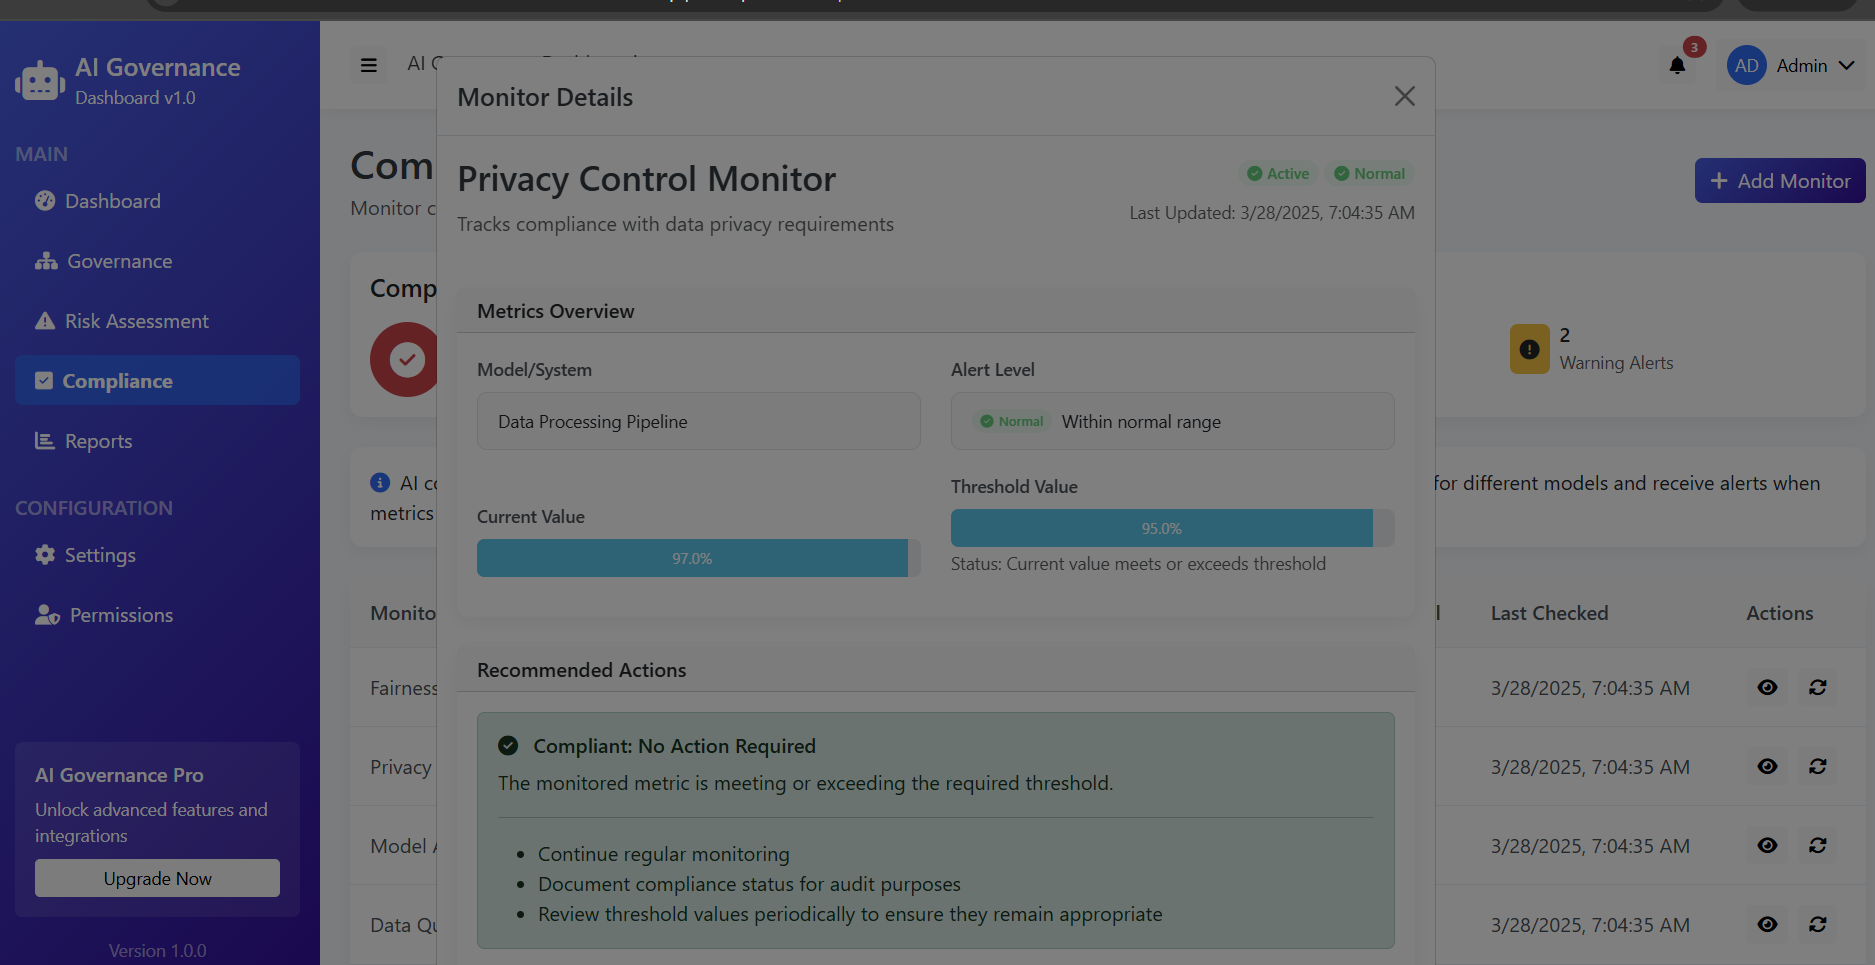 AI Governance
Dashboard v1.0
MAIN
Dashboard
Governance
Risk Assessment
Compliance
Reports
CONFIGURATION
Settings
Permissions
AI Governance Pro
Unlock advanced features and
integrations
Upgrade Now
Version 1.0.0
AI
3
AD
Admin
Com
Monitor c
Add Monitor
Comp
2
Warning Alerts
AI co
metrics
for different models and receive alerts when
Monito
Last Checked
Actions
Fairness
3/28/2025, 7:04:35 AM
Privacy
3/28/2025, 7:04:35 AM
Model
3/28/2025, 7:04:35 AM
Data Qu
3/28/2025, 7:04:35 AM
Monitor Details
Privacy Control Monitor
Active
Normal
Tracks compliance with data privacy requirements
Last Updated: 3/28/2025, 7:04:35 AM
Metrics Overview
Model/System
Data Processing Pipeline
Alert Level
Normal Within normal range
Current Value
97.0%
Threshold Value
95.0%
Status: Current value meets or exceeds threshold
Recommended Actions
Compliant: No Action Required
The monitored metric is meeting or exceeding the required threshold.
• Continue regular monitoring
• Document compliance status for audit purposes
• Review threshold values periodically to ensure they remain appropriate